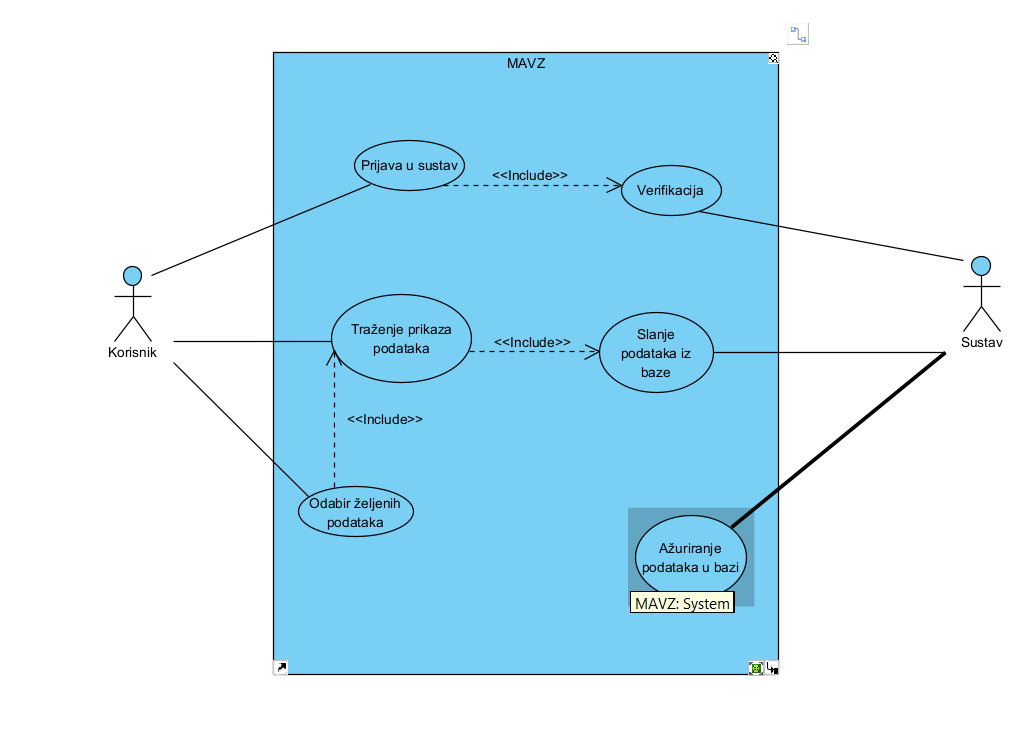 MAVZ
Prijava u sustav
<<Include>>
Verifikacija
Korisnik
Sustav
Traženje prikaza
podataka
<<Include>>
Slanje
podataka iz
baze
<<Include>>
Odabir željenih
podataka
Ažuriranje
podataka u bazi
MAVZ: System